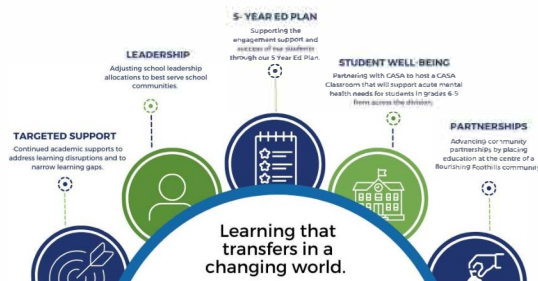 5- YEAR ED PLAN
Supporting the
engagement support and
success of our students
through our 5 Year Ed Plan.
LEADERSHIP
Adjusting school leadership
allocations to best serve school
communities.
STUDENT WELL-BEING
Partnering with CASA to host a CASA
Classroom that will support acute mental
health needs for students in grades 6-9
from across the division.
TARGETED SUPPORT
Continued academic supports to
address learning disruptions and to
narrow learning gaps.
PARTNERSHIPS
Advancing community
partnerships by placing
education at the centre of a
flourishing Foothills community
Learning that
transfers in a
changing world.